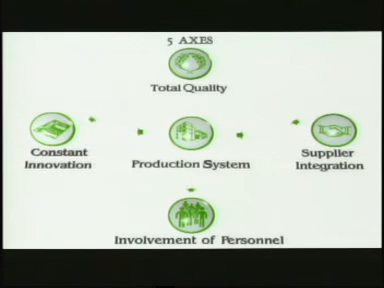 5 AXES
Total Quality
Constant
Innovation
Production System
Supplier
Integration
Involvement of Personnel